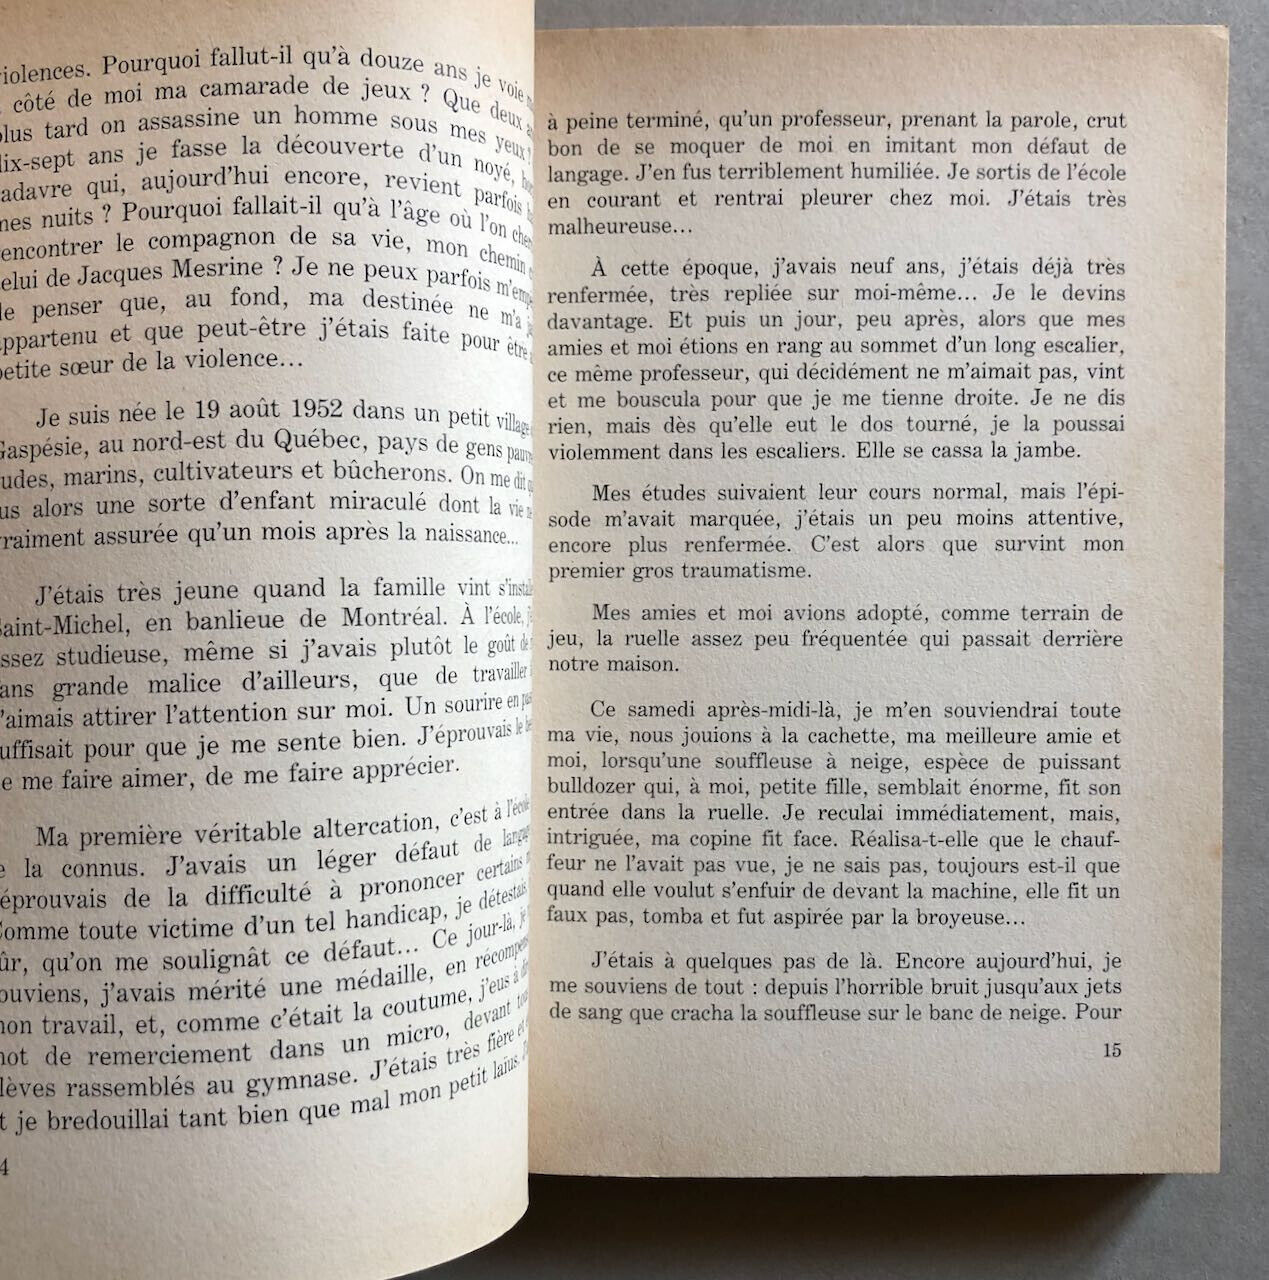 violences. Pourquoi fallut-il qu'à douze ans je voie
côté de moi ma camarade de jeux ? Que deux
plus tard on assassine un homme sous mes yeux ?
dix-sept ans je fasse la découverte d'un noyé,
cadavre qui, aujourd'hui encore, revient parfois
mes nuits ? Pourquoi fallait-il qu'à l'âge où l'on
rencontrer le compagnon de sa vie, mon chemin
celui de Jacques Mesrine ? Je ne peux parfois
de penser que, au fond, ma destinée ne m'a
appartenu et que peut-être j'étais faite pour être
petite sœur de la violence...
Je suis née le 19 août 1952 dans un petit village
Gaspésie, au nord-est du Québec, pays de gens
rudes, marins, cultivateurs et bûcherons. On me dit
fus alors une sorte d'enfant miraculé dont la vie
vraiment assurée qu'un mois après la naissance...
J'étais très jeune quand la famille vint
Saint-Michel, en banlieue de Montréal. À l'école,
assez studieuse, même si j'avais plutôt le goût
sans grande malice d'ailleurs, que de travailler
J'aimais attirer l'attention sur moi. Un sourire en
suffisait pour que je me sente bien. J'éprouvais le
de me faire aimer, de me faire apprécier.
Ma première véritable altercation, c'est à l'école
je la connus. J'avais un léger défaut de langage
j'éprouvais de la difficulté à prononcer certains
Comme toute victime d'un tel handicap, je détestais
sûr, qu'on me soulignât ce défaut... Ce jour-là, je
souviens, j'avais mérité une médaille, en
mon travail, et, comme c'était la coutume, j'eus à
mot de remerciement dans un micro, devant
élèves rassemblés au gymnase. J'étais très fière et
et je bredouillai tant bien que mal mon petit laïus.
4
à peine terminé, qu'un professeur, prenant la parole, crut
bon de se moquer de moi en imitant mon défaut de
langage. J'en fus terriblement humiliée. Je sortis de l'école
en courant et rentrai pleurer chez moi. J'étais très
malheureuse...
À cette époque, j'avais neuf ans, j'étais déjà très
renfermée, très repliée sur moi-même... Je le devins
davantage. Et puis un jour, peu après, alors que mes
amies et moi étions en rang au sommet d'un long escalier,
ce même professeur, qui décidément ne m'aimait pas, vint
et me bouscula pour que je me tienne droite. Je ne dis
rien, mais dès qu'elle eut le dos tourné, je la poussai
violemment dans les escaliers. Elle se cassa la jambe.
Mes études suivaient leur cours normal, mais l'épi-
sode m'avait marquée, j'étais un peu moins attentive,
encore plus renfermée. C'est alors que survint mon
premier gros traumatisme.
Mes amies et moi avions adopté, comme terrain de
jeu, la ruelle assez peu fréquentée qui passait derrière
notre maison.
Ce samedi après-midi-là, je m'en souviendrai toute
ma vie, nous jouions à la cachette, ma meilleure amie et
moi, lorsqu'une souffleuse à neige, espèce de puissant
bulldozer qui, à moi, petite fille, semblait énorme, fit son
entrée dans la ruelle. Je reculai immédiatement, mais,
intriguée, ma copine fit face. Réalisa-t-elle que le chauf-
feur ne l'avait pas vue, je ne sais pas, toujours est-il que
quand elle voulut s'enfuir de devant la machine, elle fit un
faux pas, tomba et fut aspirée par la broyeuse...
J'étais à quelques pas de là. Encore aujourd'hui, je
me souviens de tout : depuis l'horrible bruit jusqu'aux jets
de sang que cracha la souffleuse sur le banc de neige. Pour
15